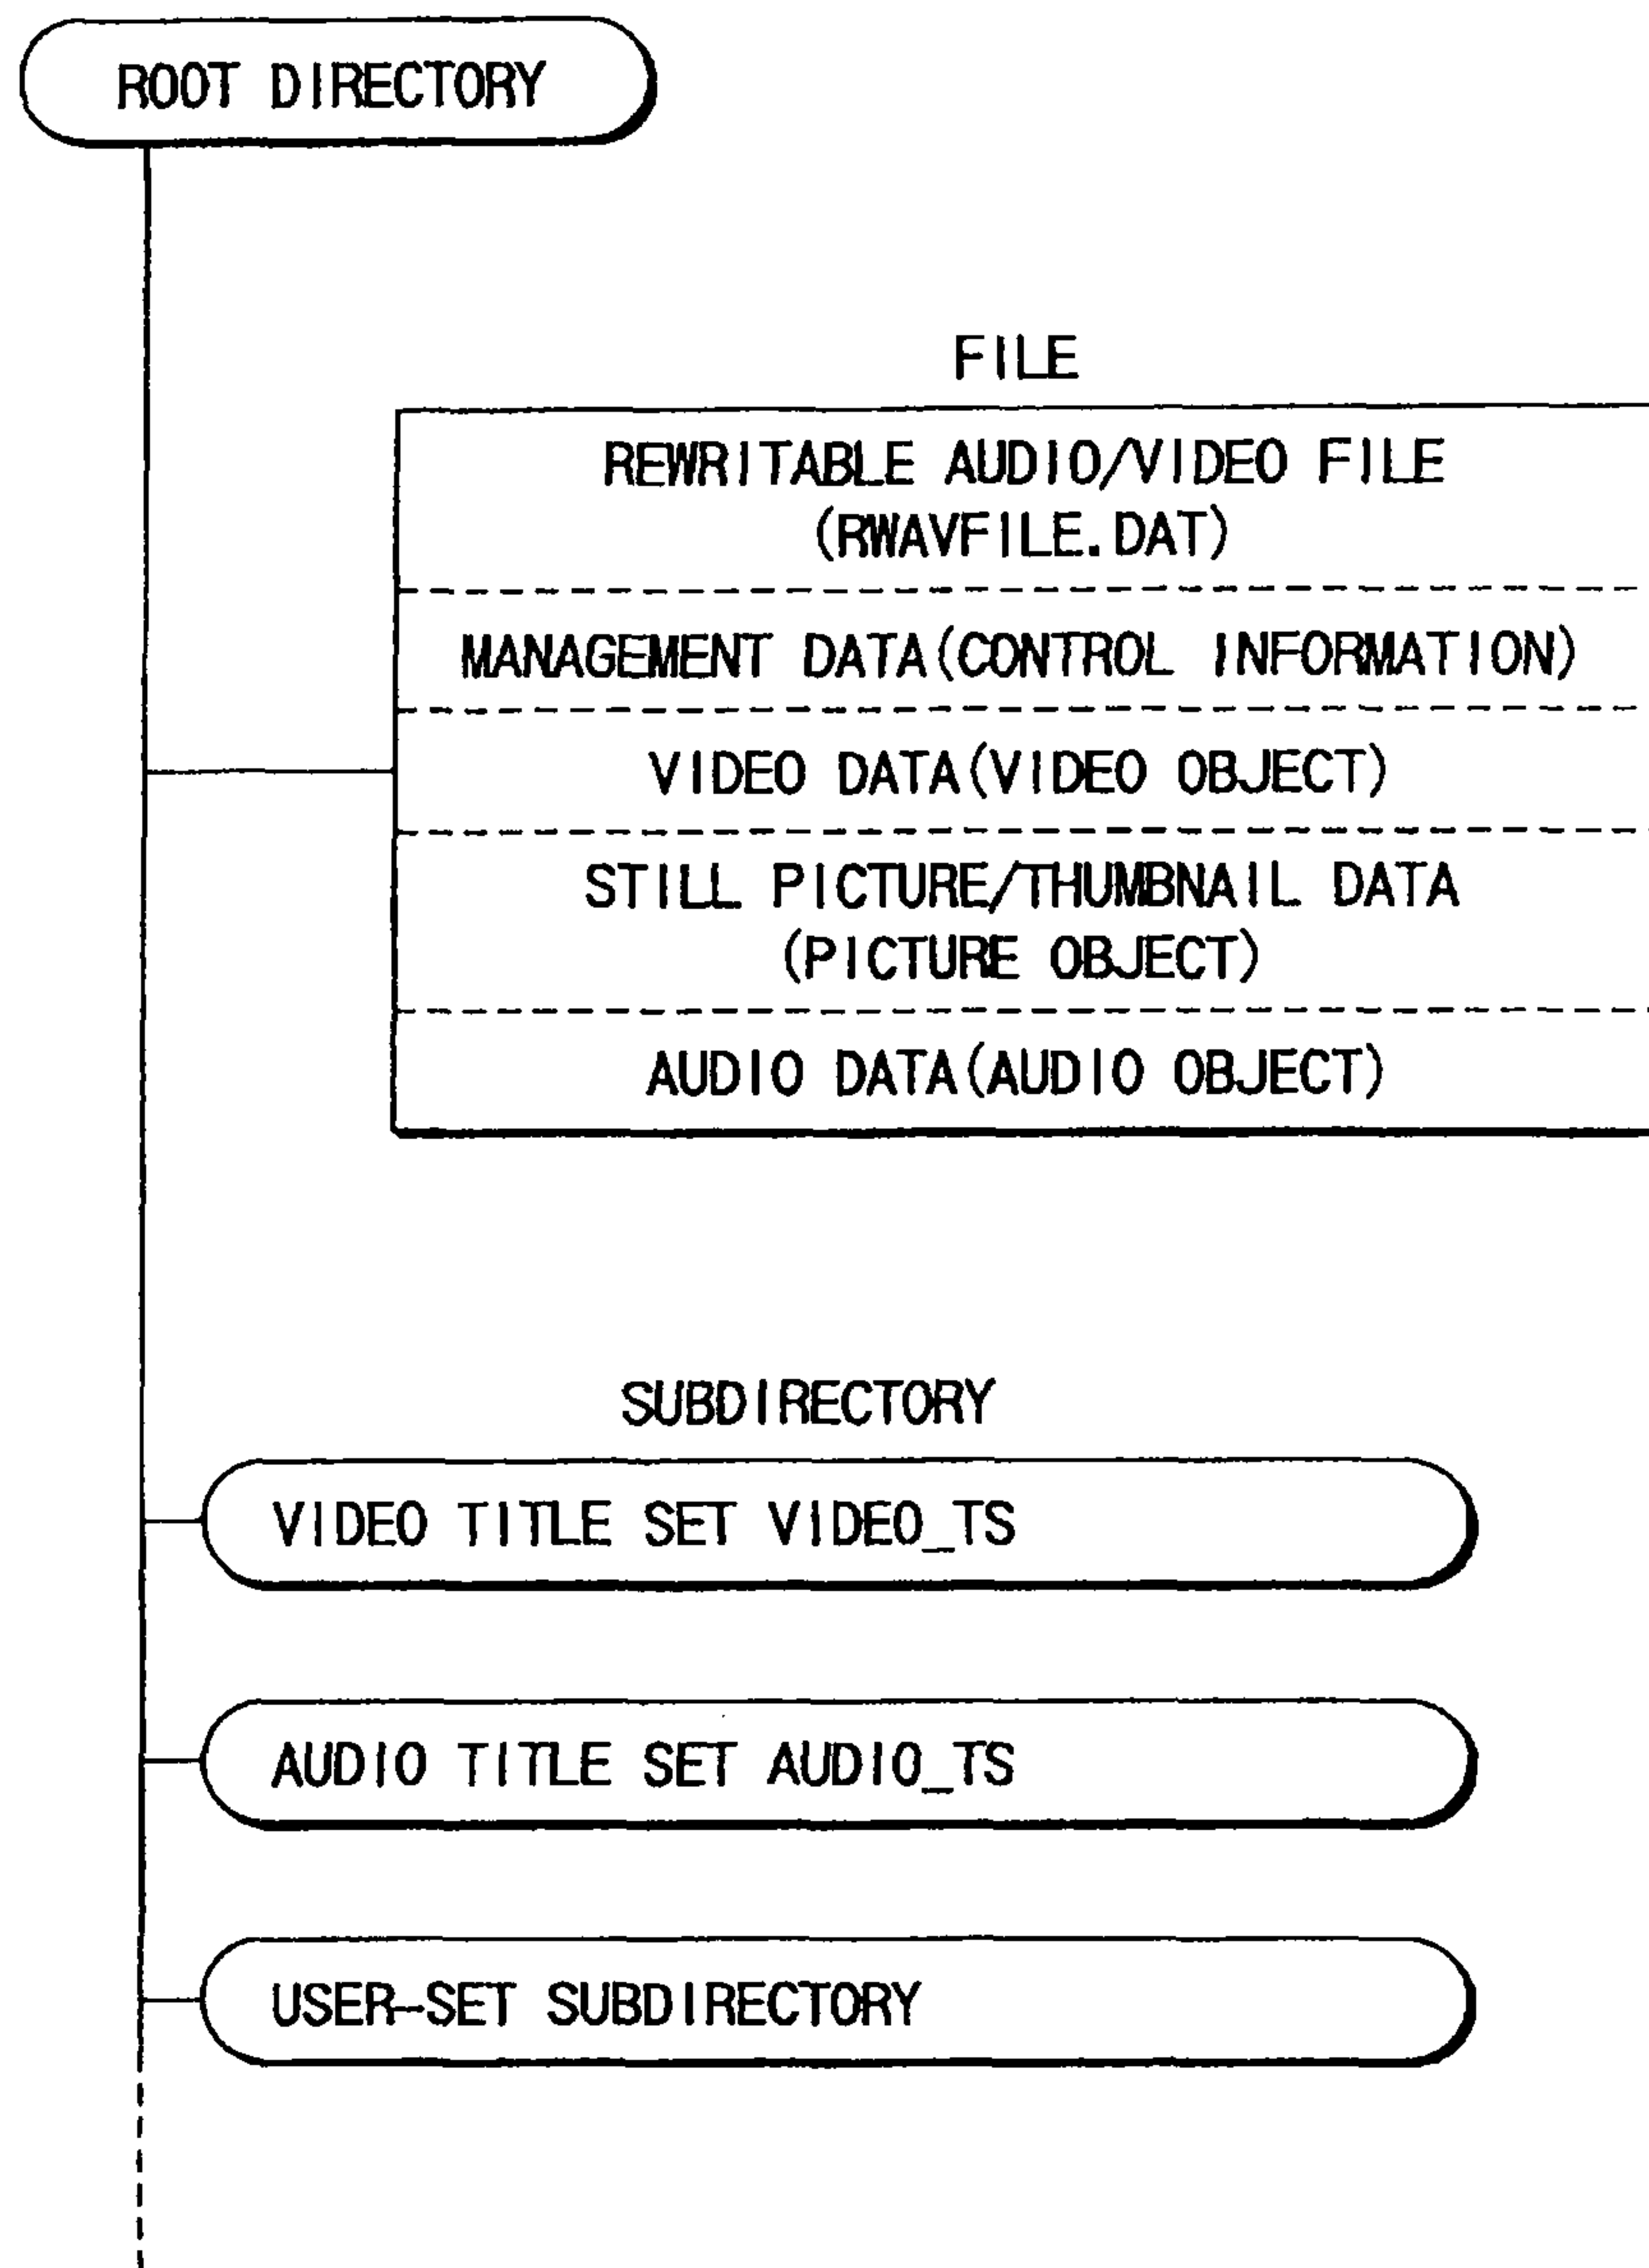 ROOT DIRECTORY
FILE
REWRITABLE AUDIO/VIDEO FILE
(RWAVFILE.DAT)
MANAGEMENT DATA(CONTROL INFORMATION)
VIDEO DATA(VIDEO OBJECT)
STILL PICTURE/THUMBNAIL DATA
(PICTURE OBJECT)
AUDIO DATA(AUDIO OBJECT)
SUBDIRECTORY
VIDEO TITLE SET VIDEO_TS
AUDIO TITLE SET AUDIO_TS
USER-SET SUBDIRECTORY